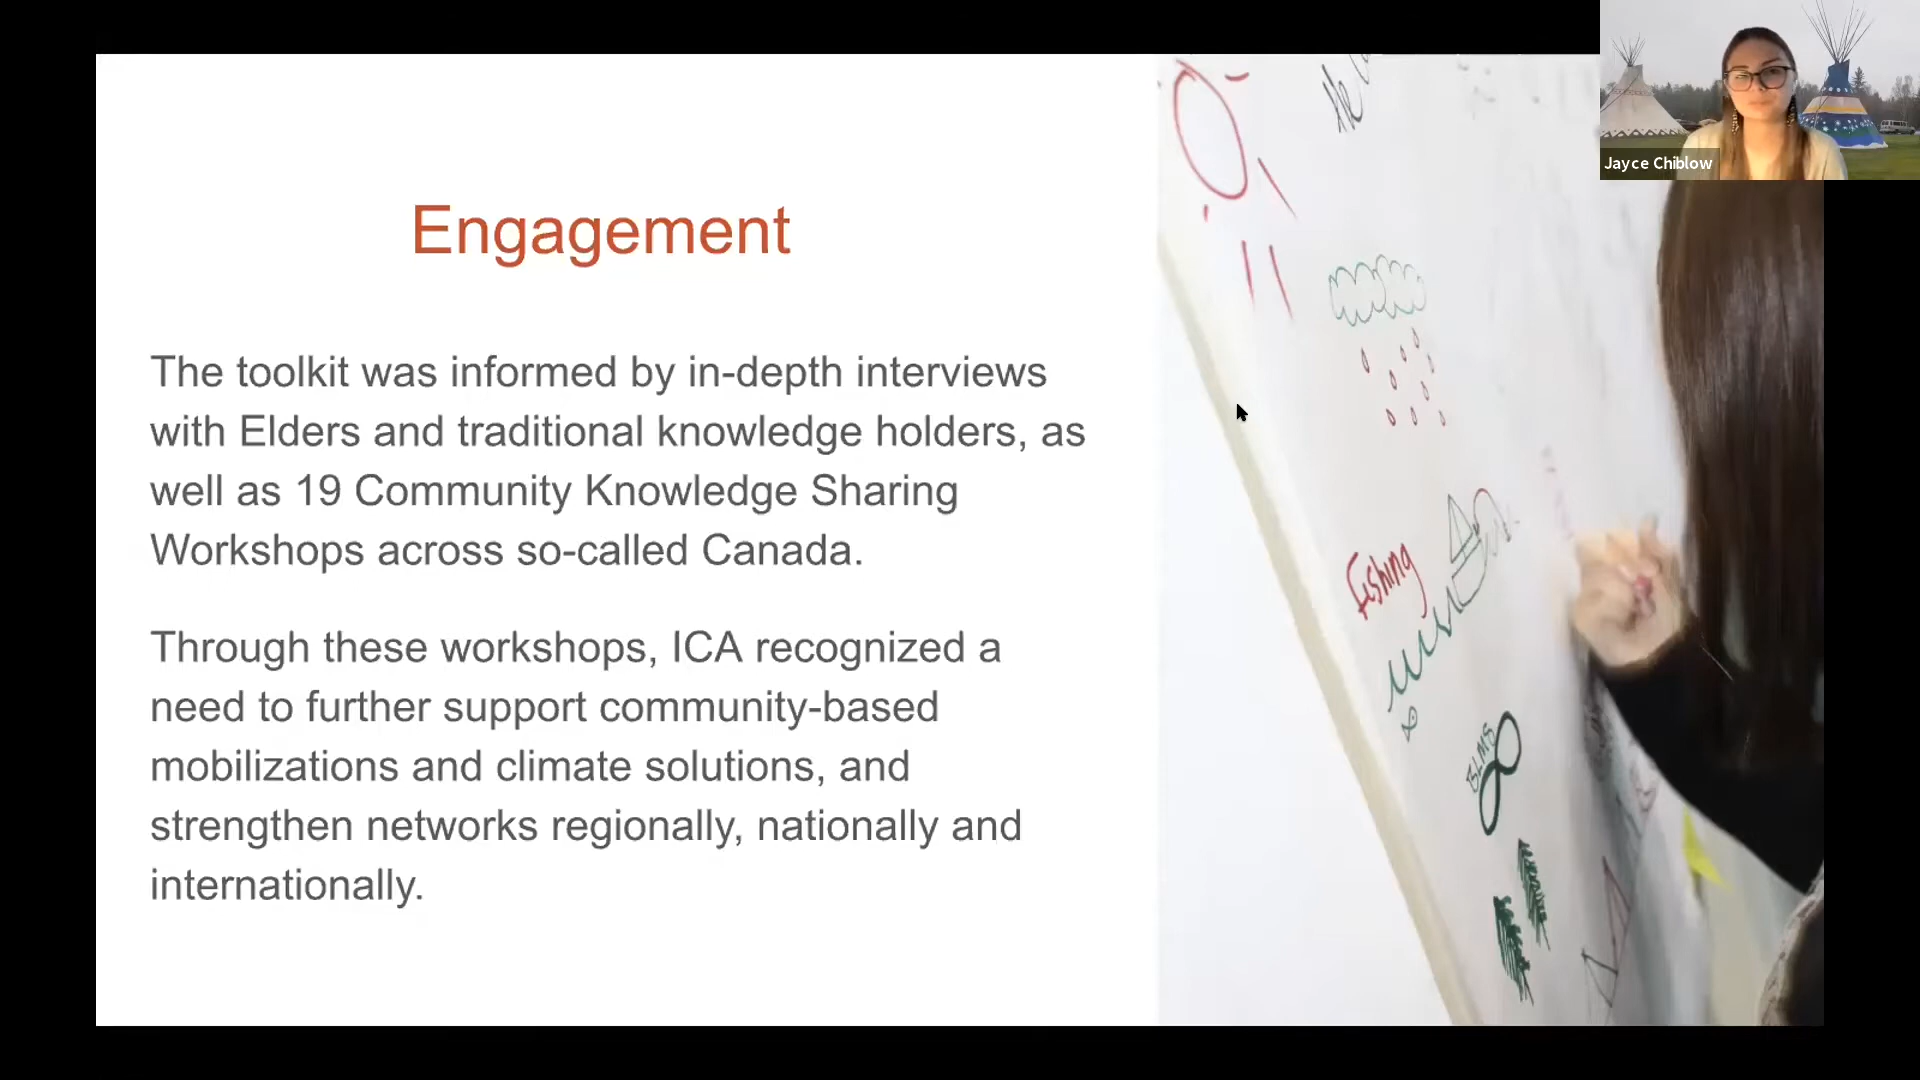 Jayce Chiblow
Engagement
The toolkit was informed by in-depth interviews
with Elders and traditional knowledge holders, as
well as 19 Community Knowledge Sharing
Workshops across so-called Canada.
Through these workshops, ICA recognized a
need to further support community-based
mobilizations and climate solutions, and
strengthen networks regionally, nationally and
internationally.
Fishing